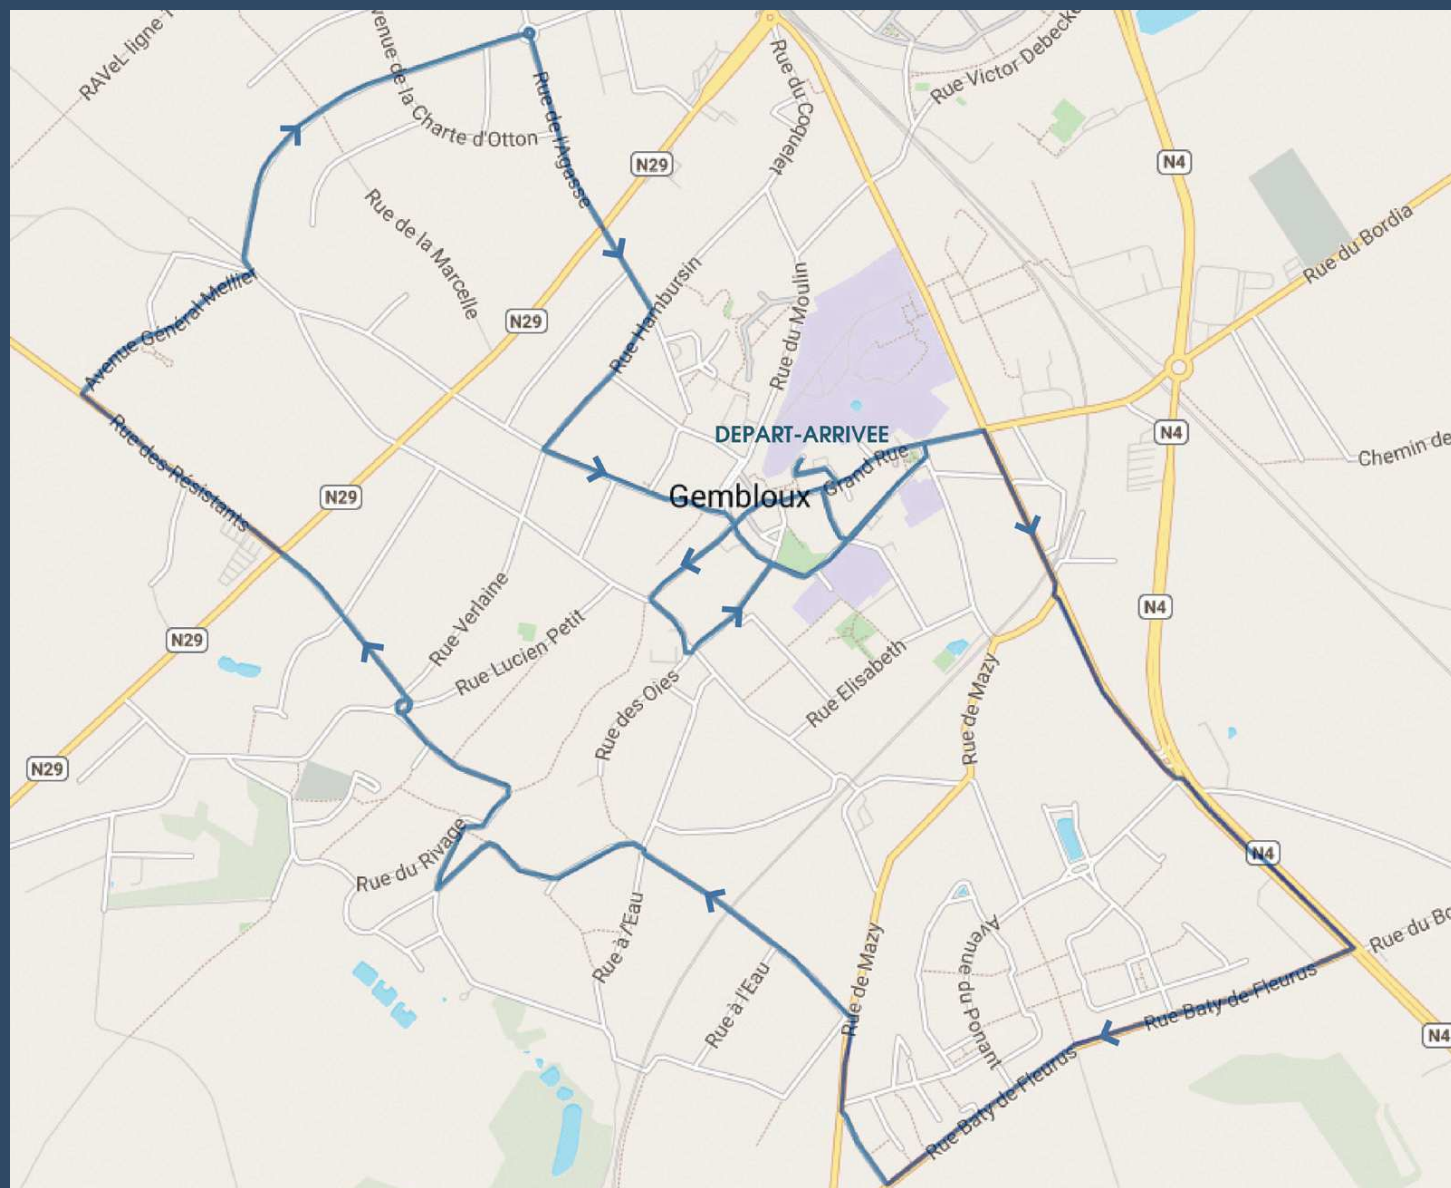 RAVeL ligne-
venue de la Charte d'Otton
Rue de l'Agasse
Rue du Coquelet
Rue Victor Debecke
N29
N4
Rue de la Marcelle
Rue du Bordia
Avenue Général Mellier
N29
Rue Hambursin
Rue du Moulin
Rue des Résistants
DEPART-ARRIVEE
N4
Grand Rue
Chemin de
N29
Gembloux
Rue Verlaine
N4
N29
Rue Lucien Petit
Rue des Oies
Rue Elisabeth
Rue de Mazy
N29
Rue du Rivage
N4
Rue à l'Eau
Avenue du Ponant
Rue du Bo
Rue de Mazy
Rue à l'Eau
Rue Baty de Fleurus
N4
Rue Baty de Fleurus